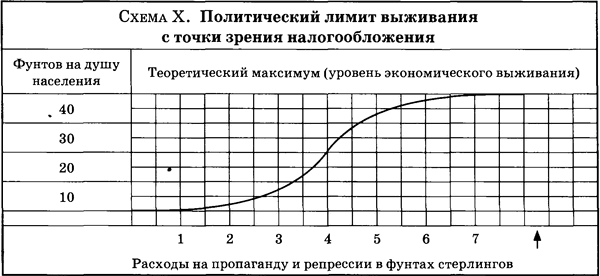 Схема X. Политический лимит выживания
с точки зрения налогообложения
Фунтов на душу
населения
Теоретический максимум (уровень экономического выживания)
40
30
20
10
1 2 3 4 5 6 7
Расходы на пропаганду и репрессии в фунтах стерлингов